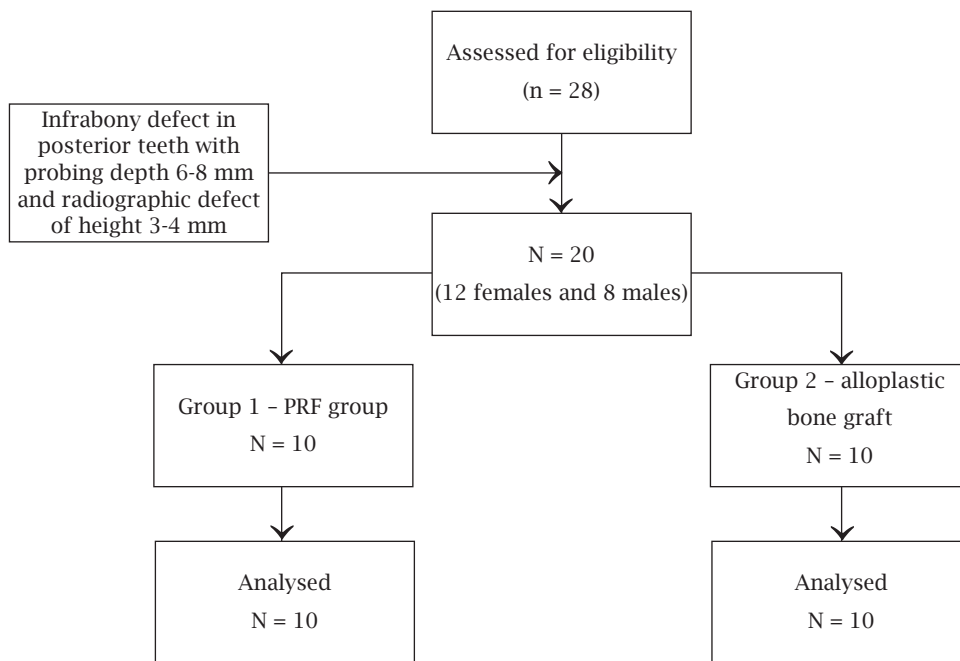 Assessed for eligibility
(n = 28)
Infrabony defect in
posterior teeth with
probing depth 6-8 mm
and radiographic defect
of height 3-4 mm
N = 20
(12 females and 8 males)
Group 1 – PRF group
N = 10
Group 2 – alloplastic
bone graft
N = 10
Analysed
N = 10
Analysed
N = 10